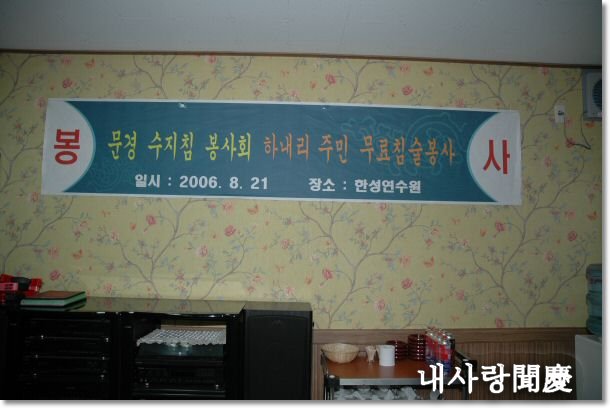 봉 문경 수지침 봉사회 하내리 주민 무료침술봉사 사
일시 : 2006. 8. 21 장소 : 한성연수원
내사랑聞慶